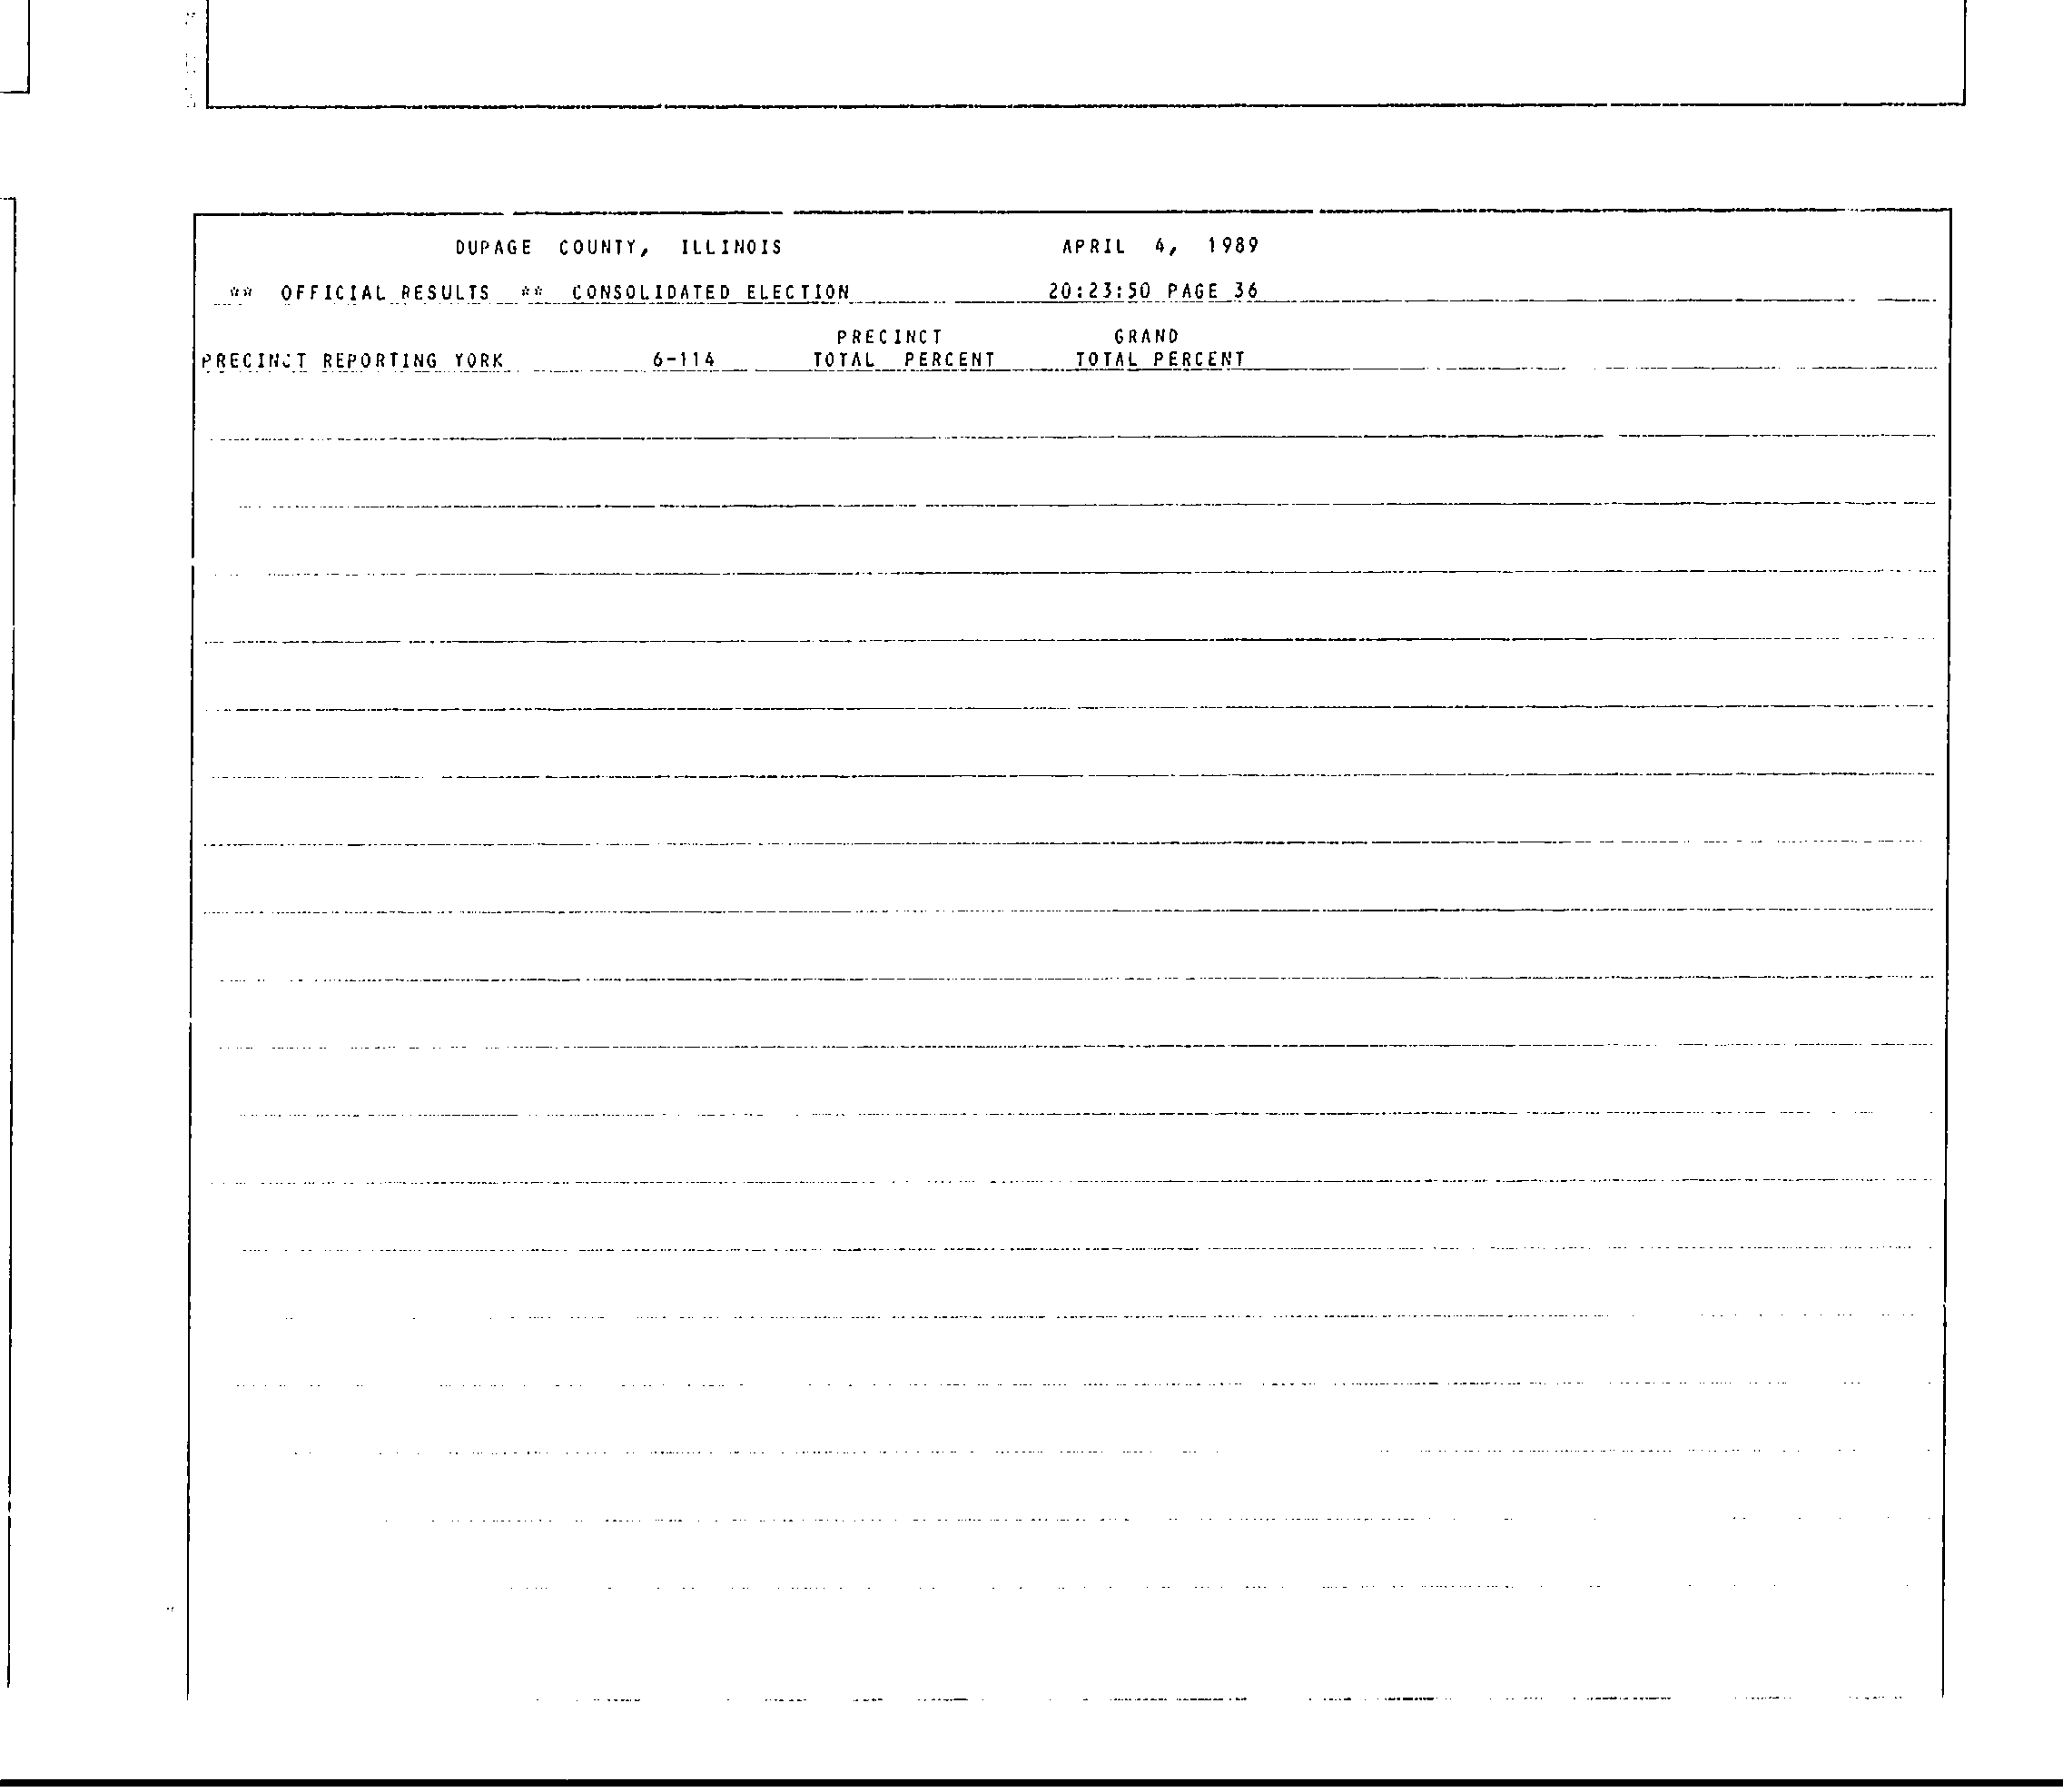 DUPAGE COUNTY, ILLINOIS APRIL 4, 1989
** OFFICIAL RESULTS ** CONSOLIDATED ELECTION 20:23:50 PAGE 36
PRECINCT GRAND
PRECINCT REPORTING YORK 6-114 TOTAL PERCENT TOTAL PERCENT